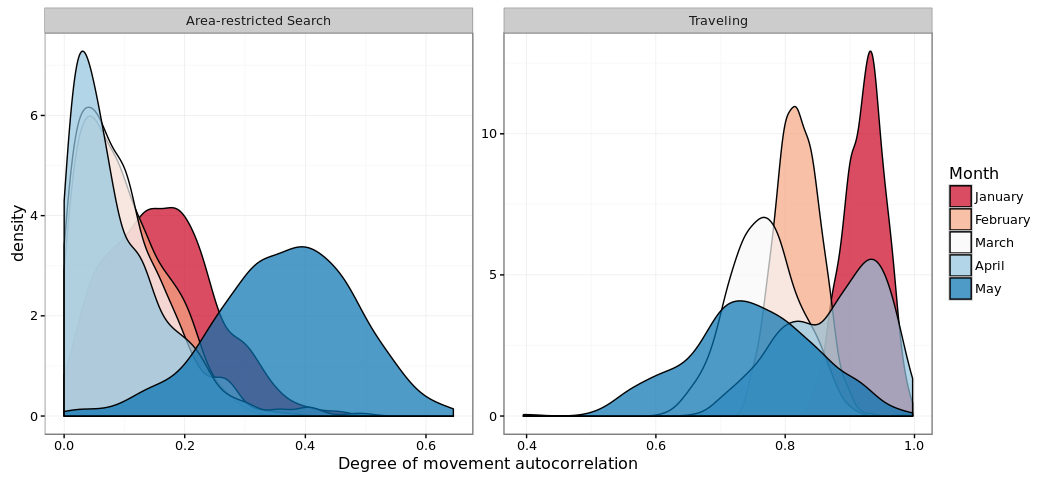 Area-restricted Search
Traveling
density
6
4
2
0
10
5
0
0.0 0.2 0.4 0.6
0.4 0.6 0.8 1.0
Degree of movement autocorrelation
Month
January
February
March
April
May